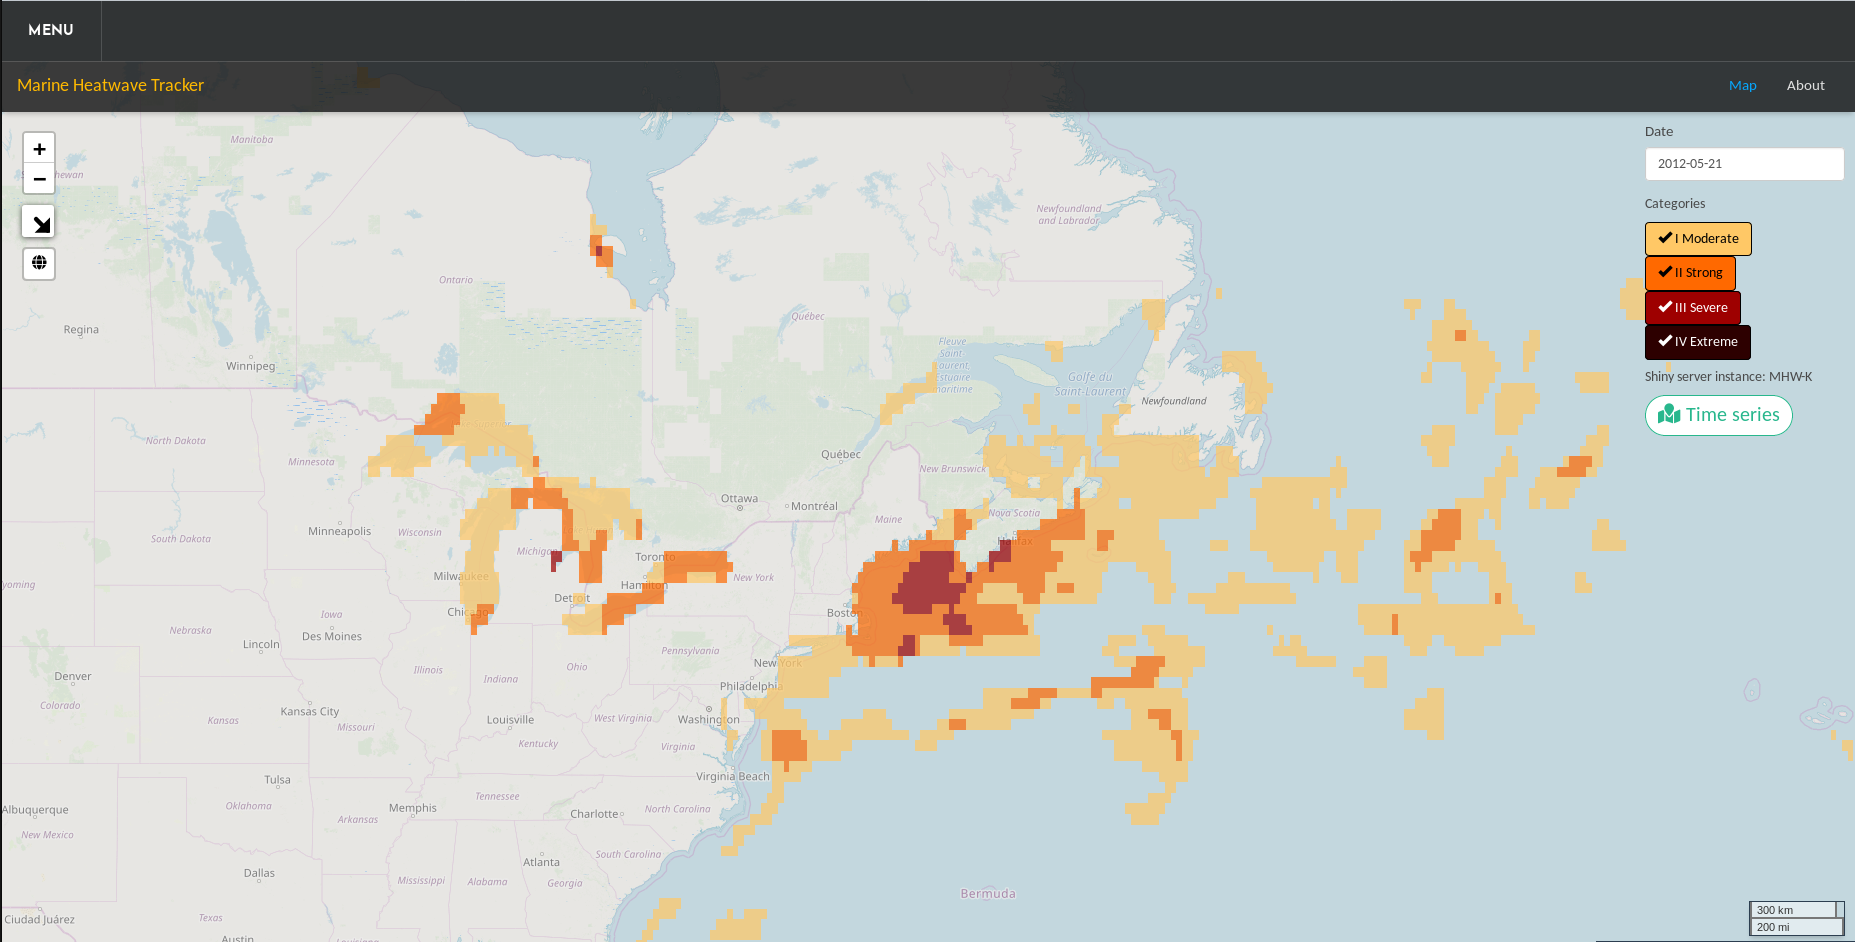 MENU
Marine Heatwave Tracker
Map
About
+
−
Date
2012-05-21
Categories
I Moderate
II Strong
III Severe
IV Extreme
Shiny server instance: MHW-K
Time series
Manitoba
Newfoundland
and Labrador
Ontario
Québec
Regina
Winnipeg
Fleuve
Saint-
Laurent,
estuaire
maritime
Golfe du
Saint-Laurent
Newfoundland
North Dakota
Minnesota
Québec
New Brunswick
Ottawa
Montréal
Maine
Nova Scotia
Halifax
Minneapolis
Wisconsin
South Dakota
Michigan
Toronto
New York
Milwaukee
Hamilton
Detroit
Chicago
Boston
Iowa
Des Moines
Nebraska
Lincoln
Pennsylvania
New York
Illinois
Ohio
Indiana
Denver
Colorado
Philadelphia
Kansas City
Kansas
Missouri
Louisville
West Virginia
Washington
Kentucky
Virginia
Virginia Beach
Tulsa
Tennessee
Albuquerque
Oklahoma
Memphis
Arkansas
Charlotte
North Carolina
New Mexico
Atlanta
South Carolina
Dallas
Mississippi
Alabama
Georgia
Bermuda
Ciudad Juárez
Texas
Austin
300 km
200 mi